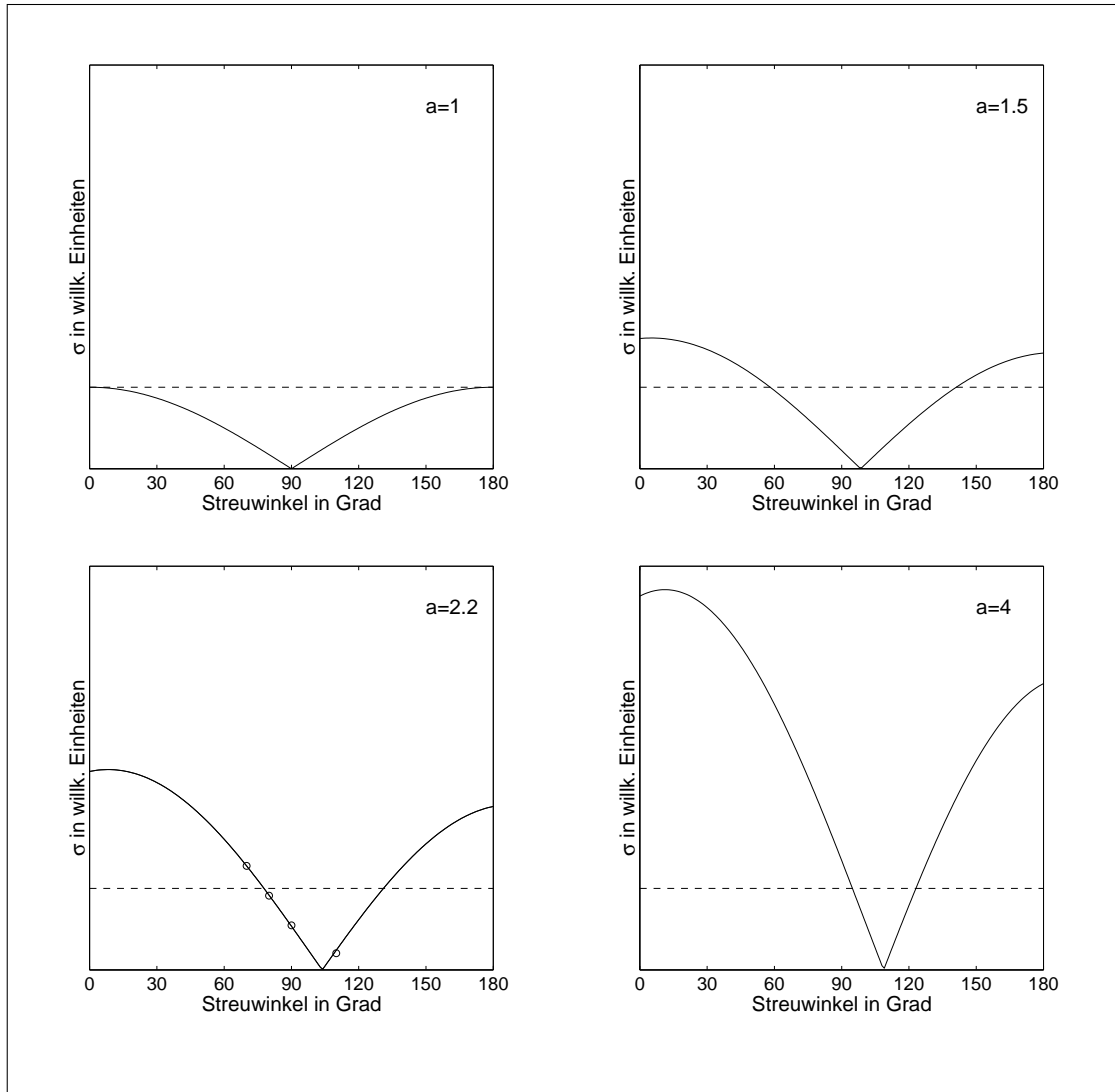 a=1
σ in willk. Einheiten
0 30 60 90 120 150 180
Streuwinkel in Grad
a=1.5
σ in willk. Einheiten
0 30 60 90 120 150 180
Streuwinkel in Grad
a=2.2
σ in willk. Einheiten
0 30 60 90 120 150 180
Streuwinkel in Grad
a=4
σ in willk. Einheiten
0 30 60 90 120 150 180
Streuwinkel in Grad